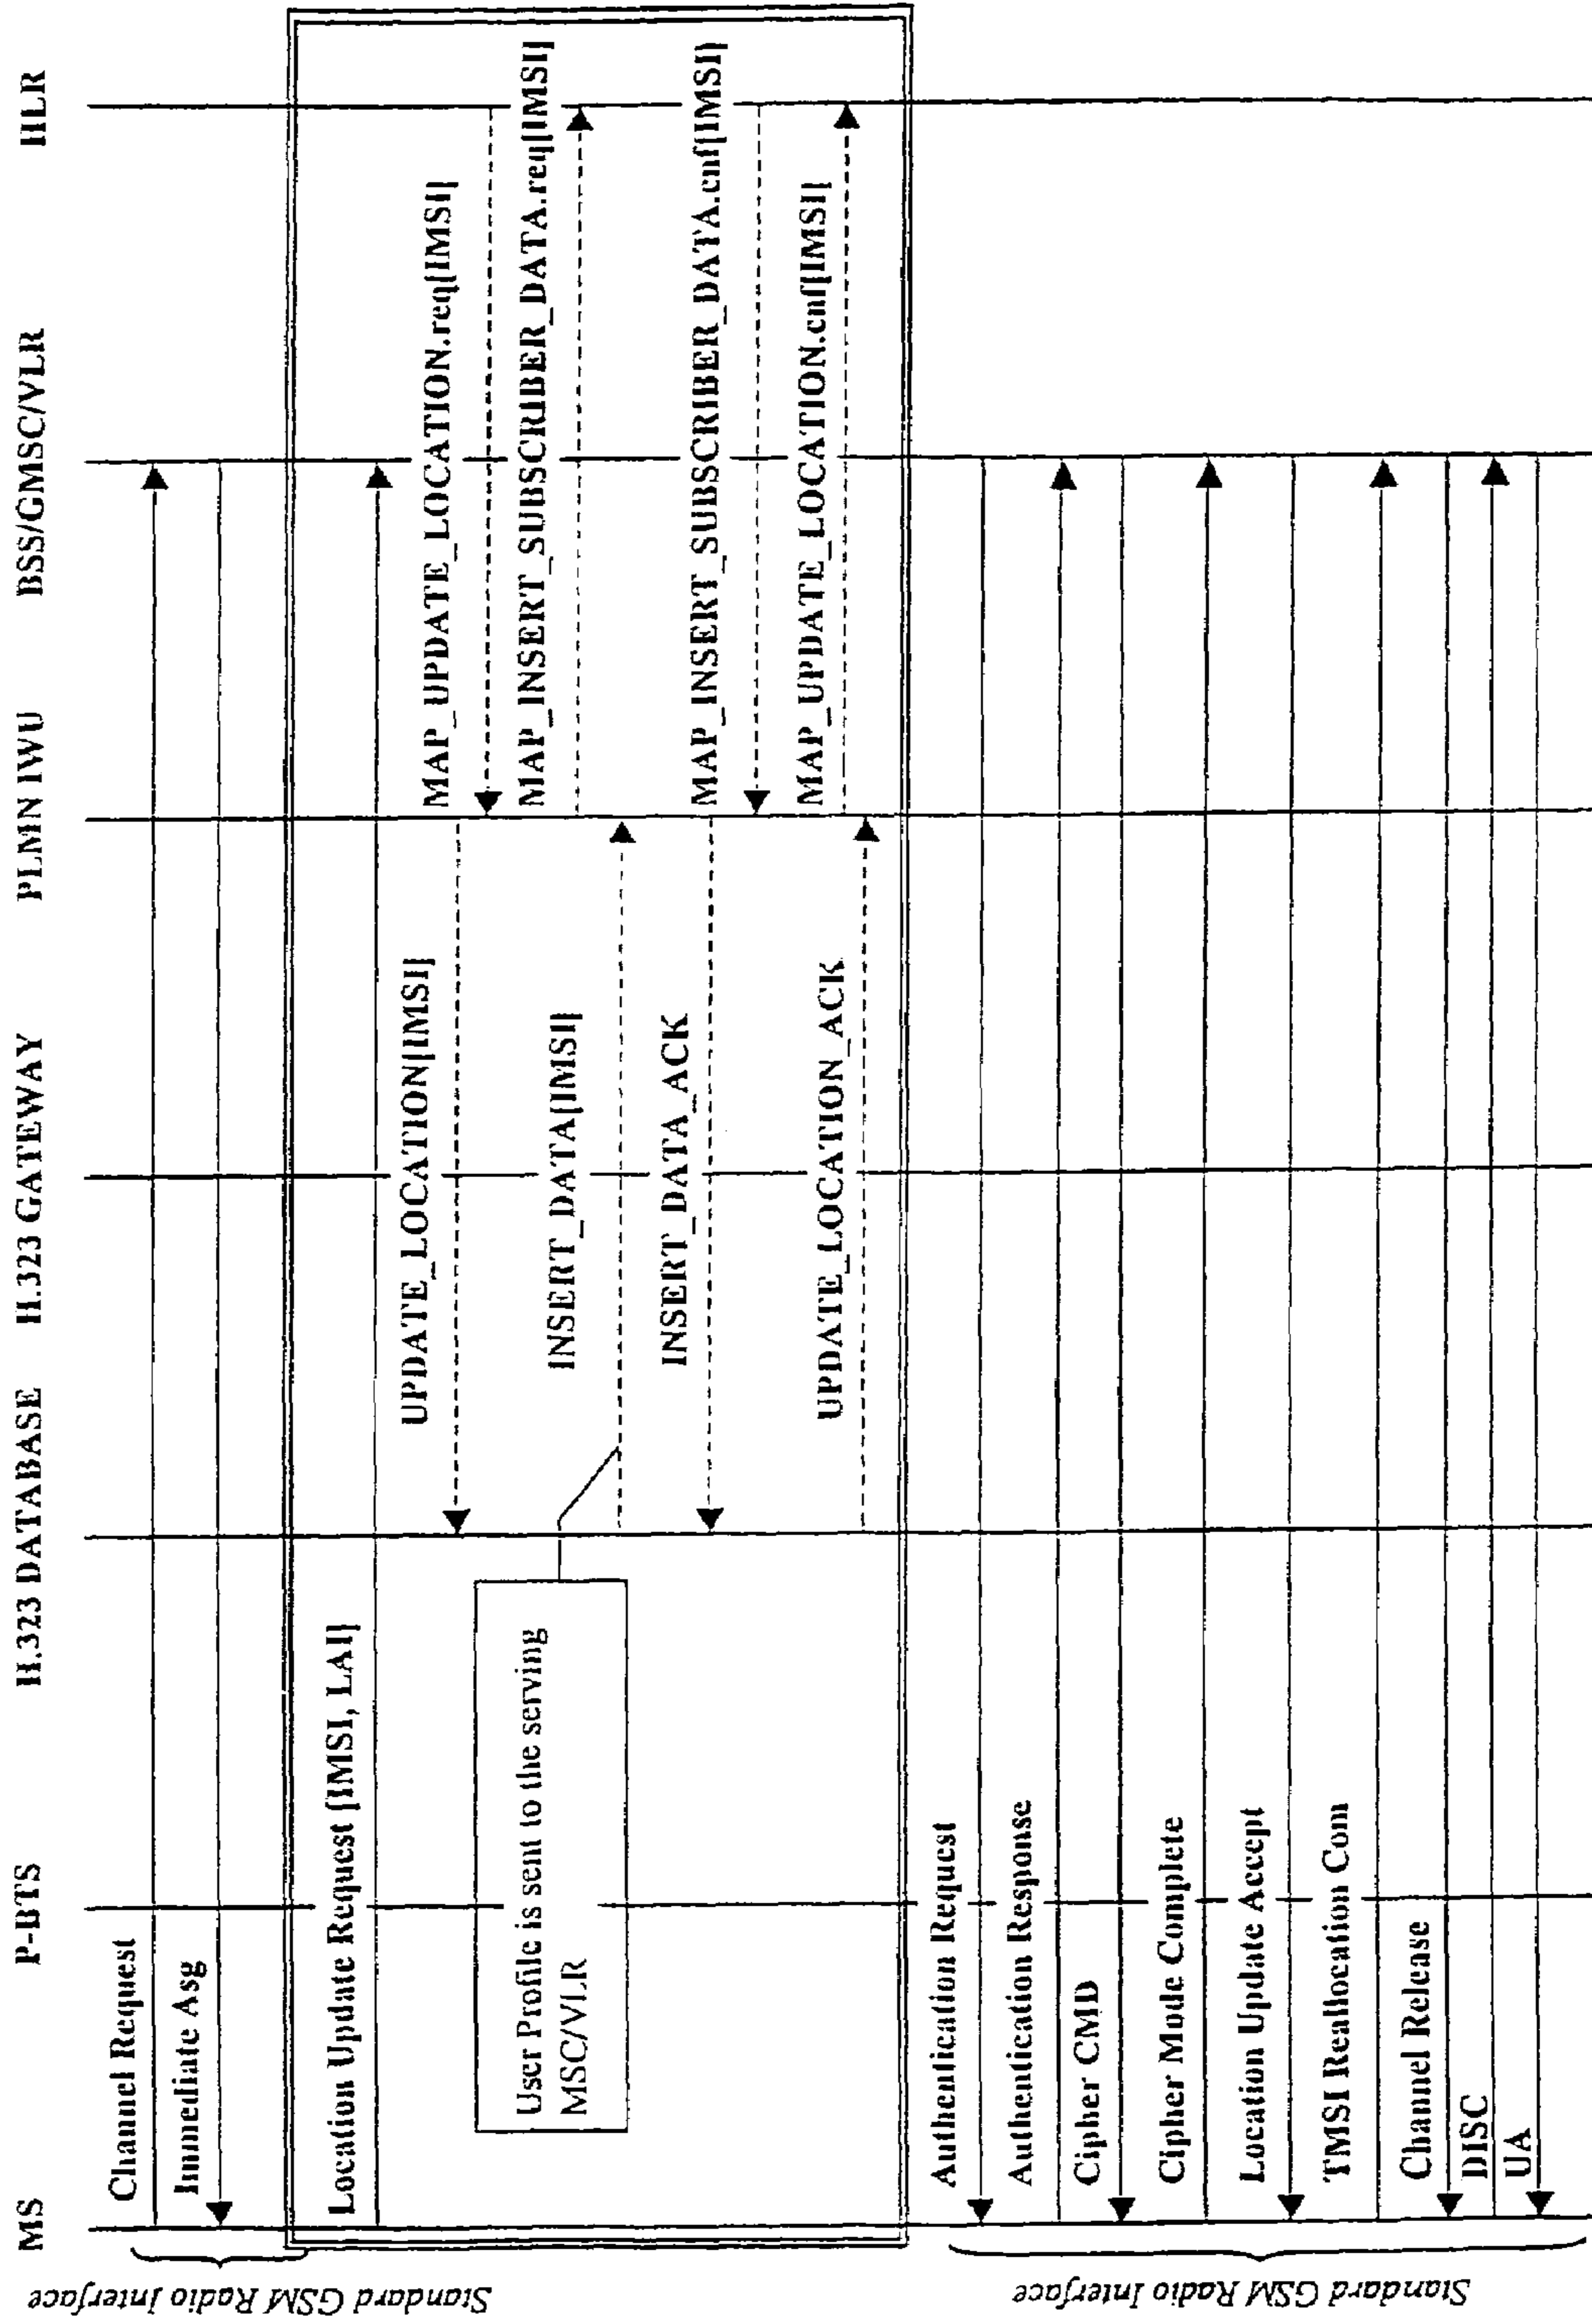 MS
P-BTS
H.323 DATABASE
H.323 GATEWAY
PLMN IWU
BSS/GMSC/VLR
HLR
Channel Request
Immediate Asg
Location Update Request [IMSI, LAI]
UPDATE_LOCATION[IMSI]
MAP_UPDATE_LOCATION.req[IMSI]
MAP_INSERT_SUBSCRIBER_DATA.req[IMSI]
User Profile is sent to the serving
MSC/VLR
INSERT_DATA[IMSI]
INSERT_DATA_ACK
MAP_INSERT_SUBSCRIBER_DATA.cnf[IMSI]
MAP_UPDATE_LOCATION.cnf[IMSI]
UPDATE_LOCATION_ACK
Authentication Request
Authentication Response
Cipher CMD
Cipher Mode Complete
Location Update Accept
TMSI Reallocation Com
Channel Release
DISC
UA
Standard GSM Radio Interface
Standard GSM Radio Interface